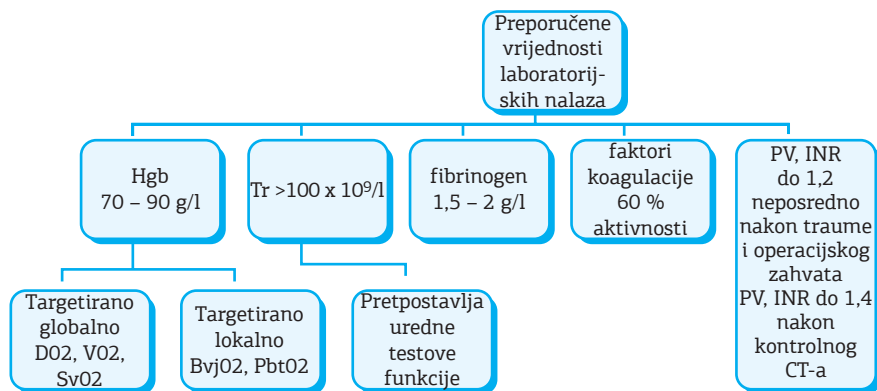 Preporučene
vrijednosti
laboratorij-
skih nalaza
Hgb
70 – 90 g/l
Tr >100 x 10⁹/l
fibrinogen
1,5 – 2 g/l
faktori
koagulacije
60 %
aktivnosti
PV, INR
do 1,2
neposredno
nakon traume
i operacijskog
zahvata
PV, INR do 1,4
nakon
kontrolnog
CT-a
Targetirano
globalno
D02, V02,
Sv02
Targetirano
lokalno
Bvj02, Pbt02
Pretpostavlja
uredne
testove
funkcije